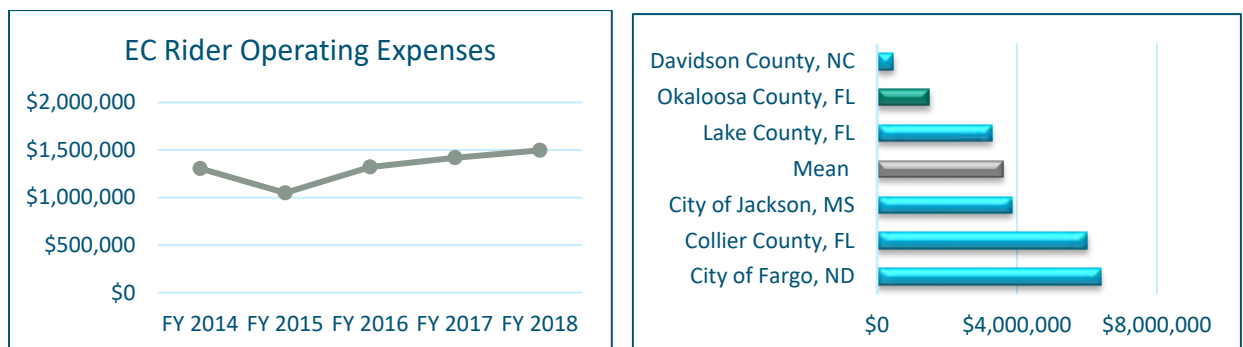 EC Rider Operating Expenses
$2,000,000
$1,500,000
$1,000,000
$500,000
$0
FY 2014 FY 2015 FY 2016 FY 2017 FY 2018
Davidson County, NC
Okaloosa County, FL
Lake County, FL
Mean
City of Jackson, MS
Collier County, FL
City of Fargo, ND
$0 $4,000,000 $8,000,000